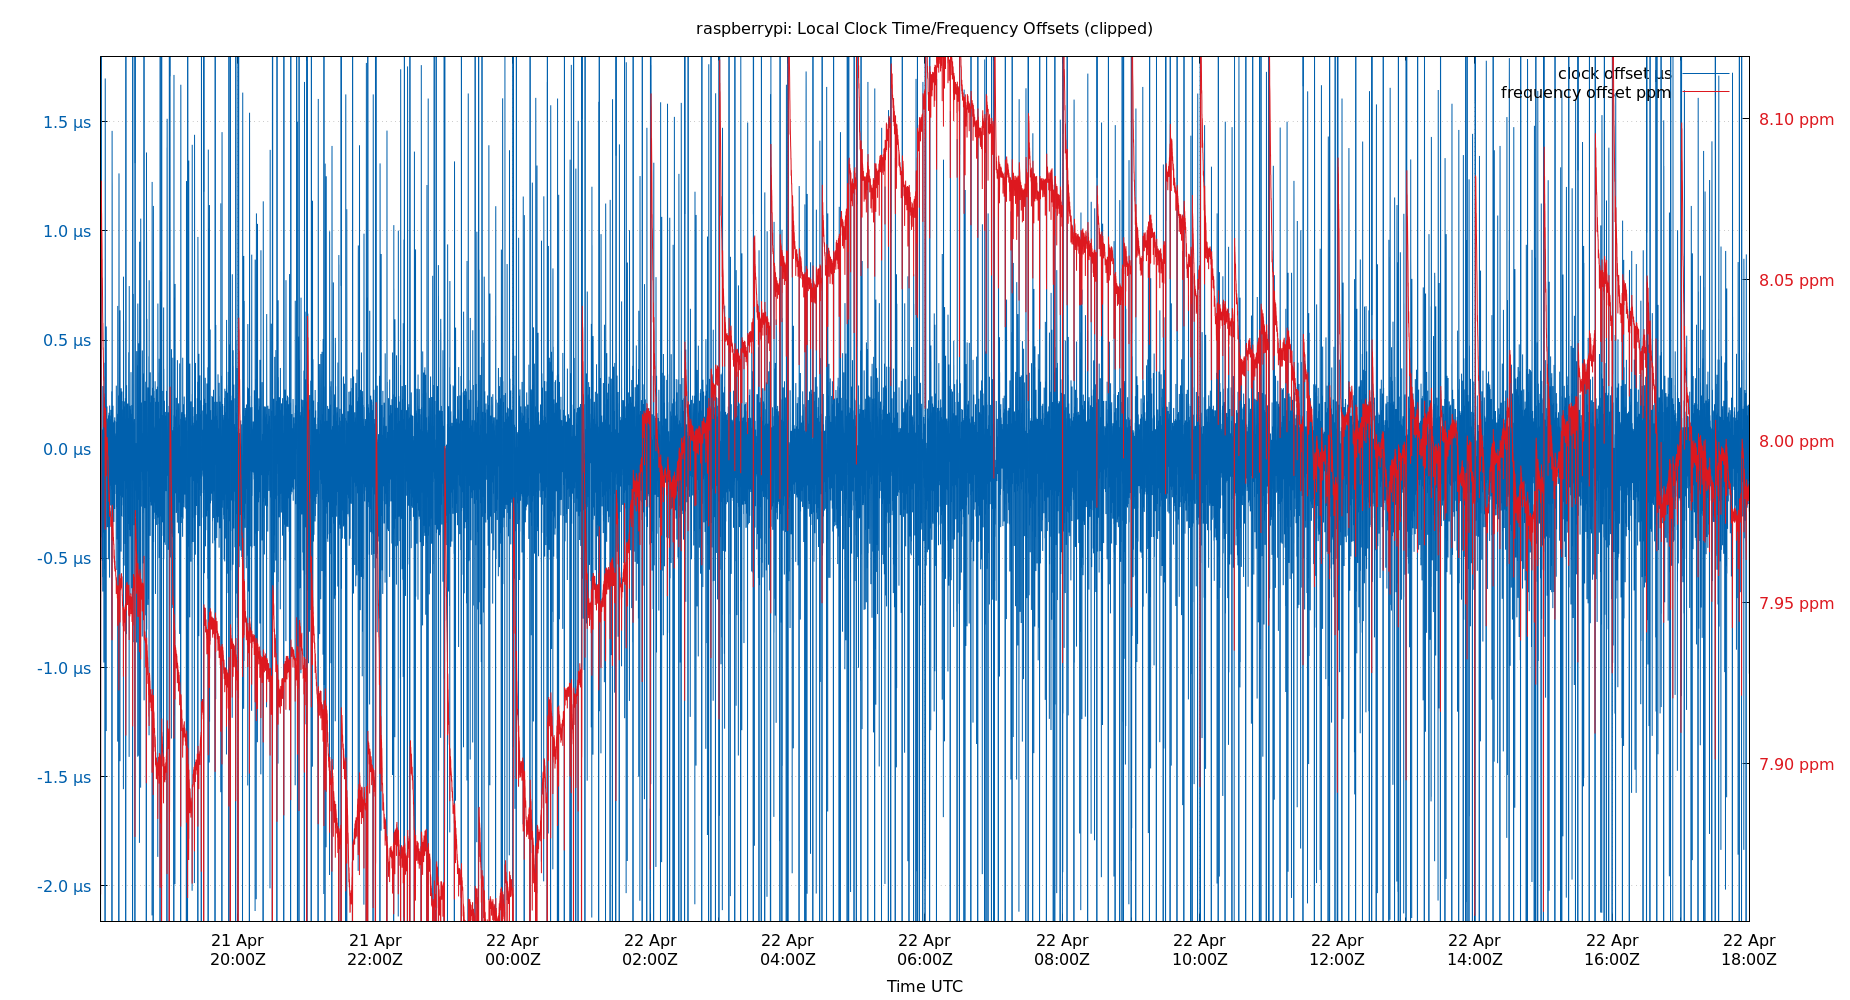 raspberrypi: Local Clock Time/Frequency Offsets (clipped)
clock offset µs
frequency offset ppm
1.5 µs
1.0 µs
0.5 µs
0.0 µs
-0.5 µs
-1.0 µs
-1.5 µs
-2.0 µs
8.10 ppm
8.05 ppm
8.00 ppm
7.95 ppm
7.90 ppm
21 Apr 21 Apr 22 Apr 22 Apr 22 Apr 22 Apr 22 Apr 22 Apr 22 Apr 22 Apr 22 Apr 22 Apr
20:00Z 22:00Z 00:00Z 02:00Z 04:00Z 06:00Z 08:00Z 10:00Z 12:00Z 14:00Z 16:00Z 18:00Z
Time UTC